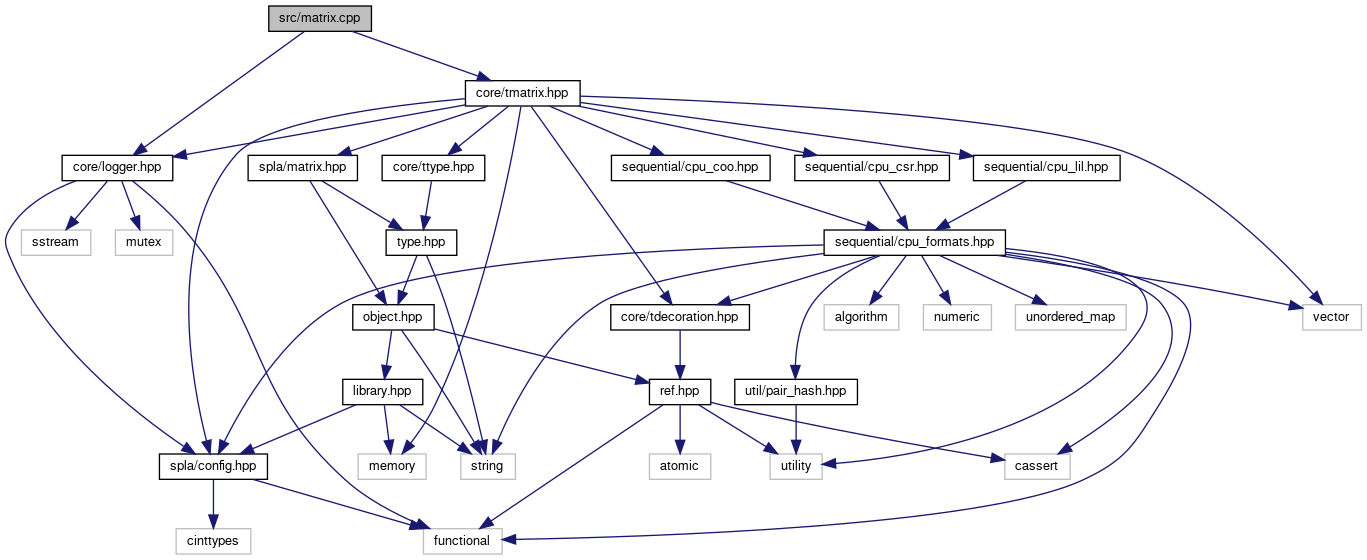 src/matrix.cpp
core/tmatrix.hpp
core/logger.hpp
spla/matrix.hpp
core/ttype.hpp
sequential/cpu_coo.hpp
sequential/cpu_csr.hpp
sequential/cpu_lil.hpp
sstream
mutex
type.hpp
sequential/cpu_formats.hpp
object.hpp
core/tdecoration.hpp
algorithm
numeric
unordered_map
vector
library.hpp
ref.hpp
util/pair_hash.hpp
spla/config.hpp
memory
string
atomic
utility
cassert
cinttypes
functional